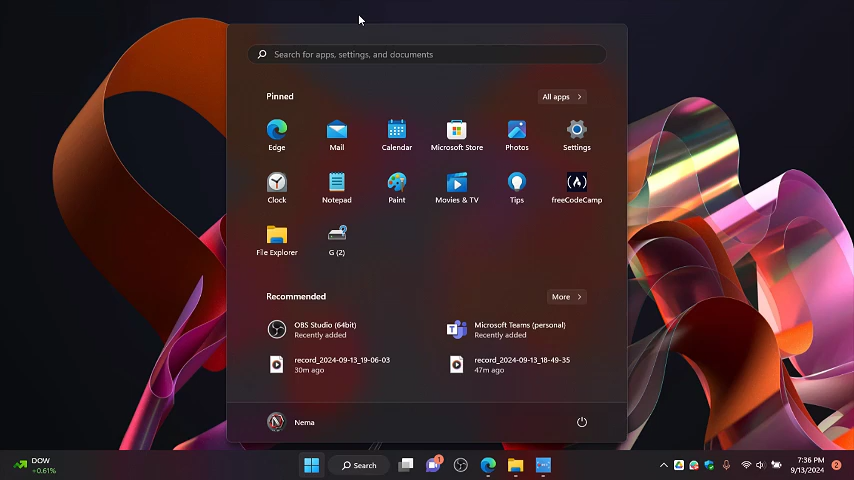 Search for apps, settings, and documents
Pinned
All apps
Edge
Mail
Calendar
Microsoft Store
Photos
Settings
Clock
Notepad
Paint
Movies & TV
Tips
freeCodeCamp
File Explorer
G (2)
Recommended
More
OBS Studio (64bit)
Recently added
Microsoft Teams (personal)
Recently added
record_2024-09-13_19-06-03
30m ago
record_2024-09-13_18-49-35
47m ago
Nema
DOW
+0.61%
Search
1
7:36 PM
9/13/2024
2